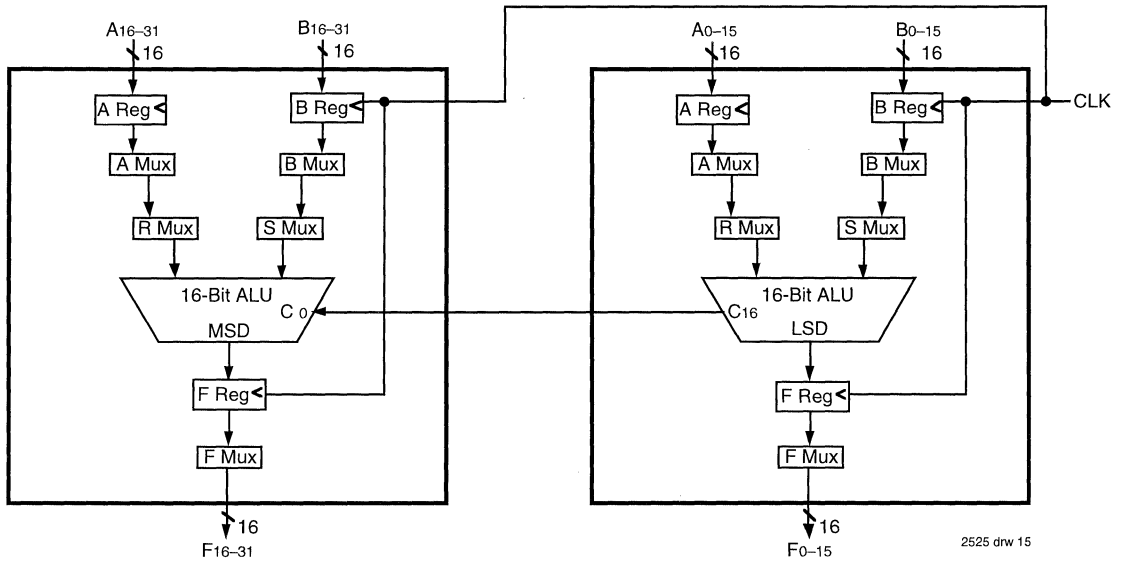 A16–31
B16–31
A0–15
B0–15
16
16
16
16
A Reg
B Reg
A Reg
B Reg
CLK
A Mux
B Mux
A Mux
B Mux
R Mux
S Mux
R Mux
S Mux
16-Bit ALU
16-Bit ALU
C 0
C16
MSD
LSD
F Reg
F Reg
F Mux
F Mux
16
16
F16–31
F0–15
2525 drw 15